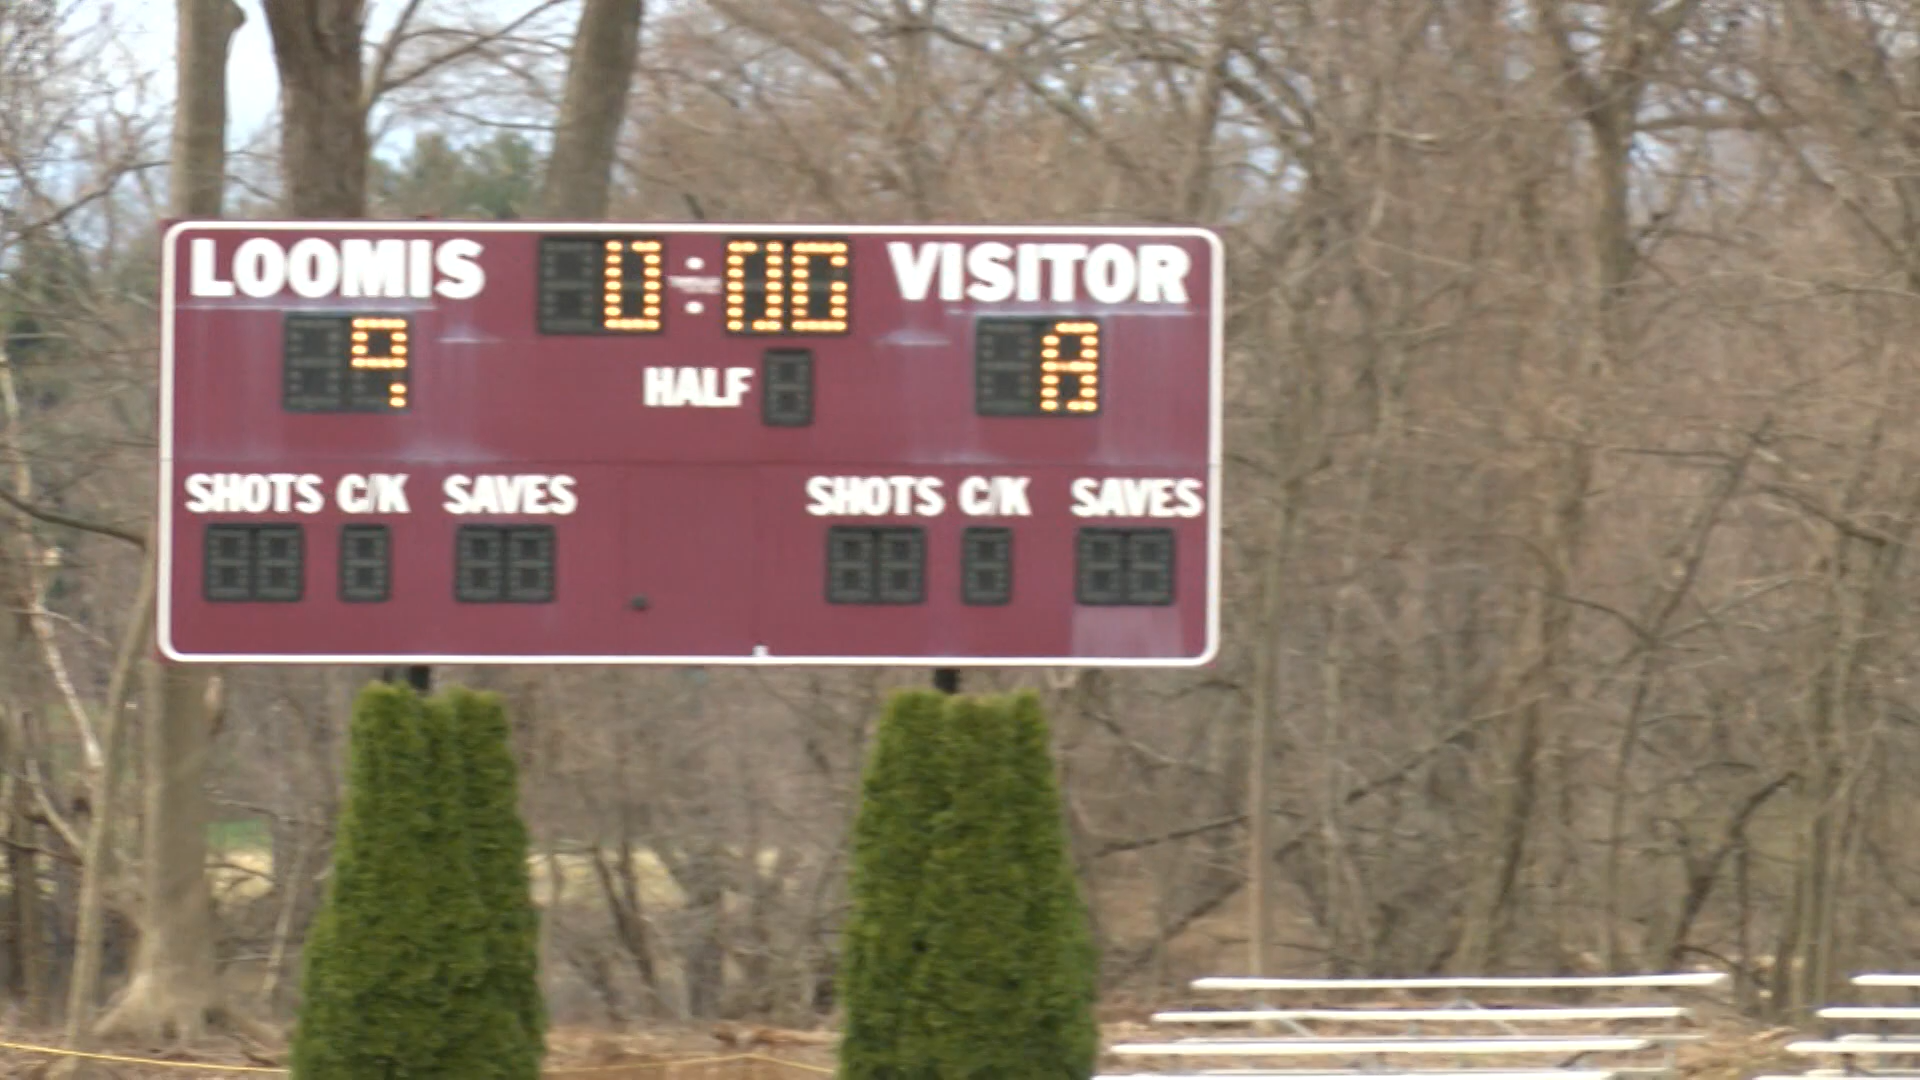 LOOMIS 0:06 VISITOR
9 8
HALF
SHOTS C/K SAVES SHOTS C/K SAVES